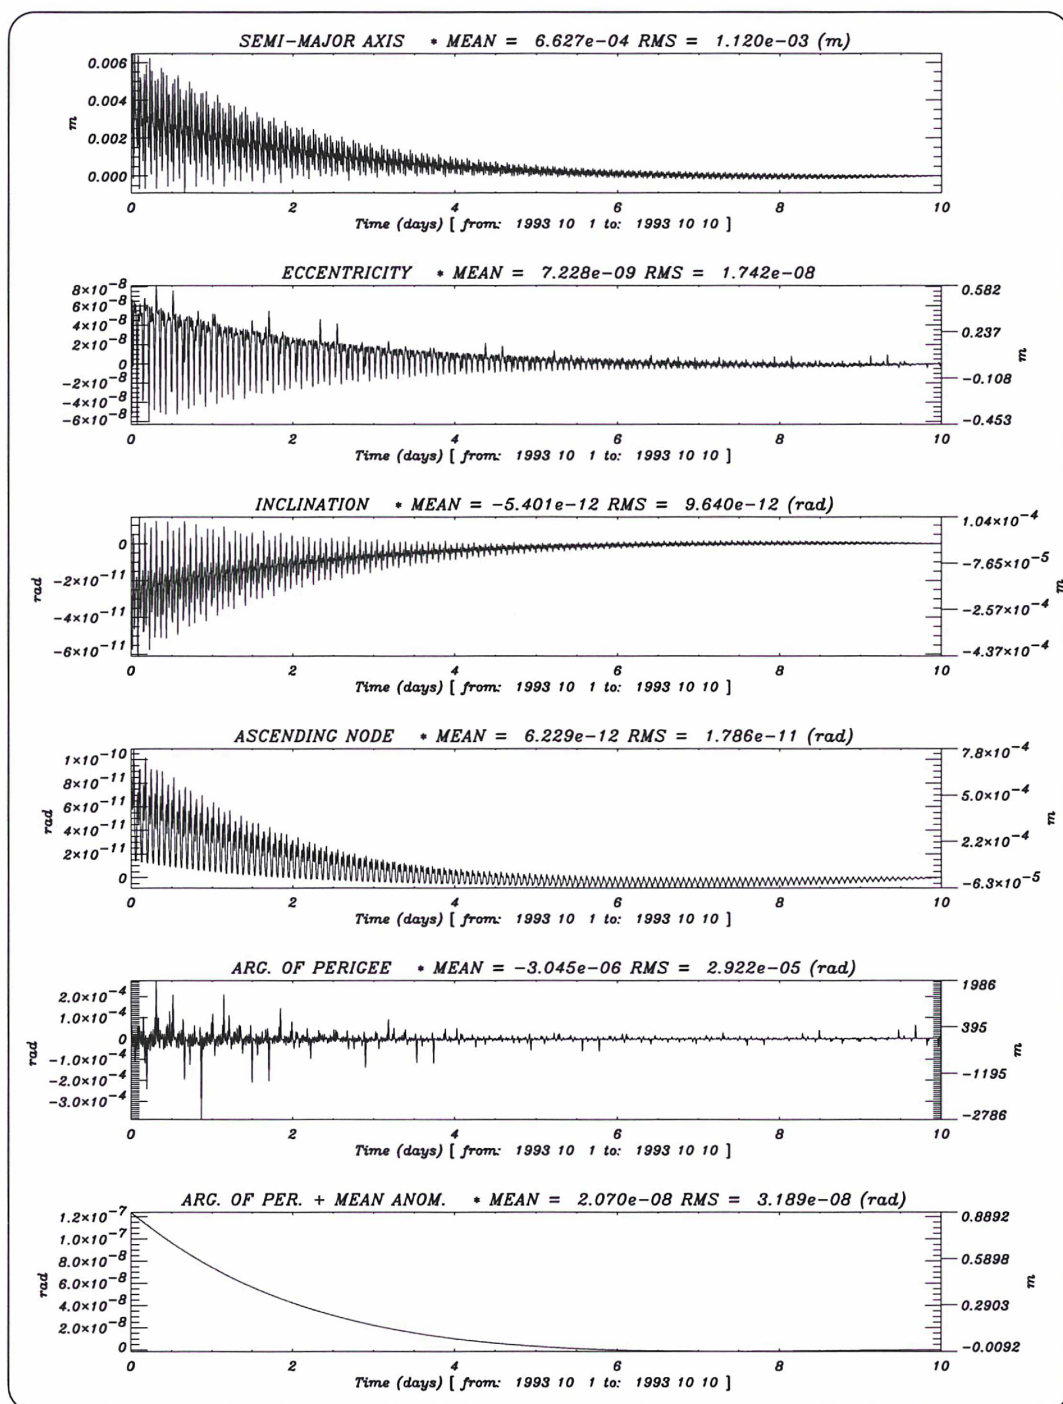 SEMI-MAJOR AXIS * MEAN = 6.627e-04 RMS = 1.120e-03 (m)
0.006
0.004
0.002
0.000
m
0 2 4 6 8 10
Time (days) [ from: 1993 10 1 to: 1993 10 10 ]
ECCENTRICITY * MEAN = 7.228e-09 RMS = 1.742e-08
8×10⁻⁸
6×10⁻⁸
4×10⁻⁸
2×10⁻⁸
0
−2×10⁻⁸
−4×10⁻⁸
−6×10⁻⁸
0.582
0.237
−0.108
−0.453
m
0 2 4 6 8 10
Time (days) [ from: 1993 10 1 to: 1993 10 10 ]
INCLINATION * MEAN = −5.401e−12 RMS = 9.640e−12 (rad)
0
−2×10⁻¹¹
−4×10⁻¹¹
−6×10⁻¹¹
rad
1.04×10⁻⁴
−7.65×10⁻⁵
−2.57×10⁻⁴
−4.37×10⁻⁴
m
0 2 4 6 8 10
Time (days) [ from: 1993 10 1 to: 1993 10 10 ]
ASCENDING NODE * MEAN = 6.229e−12 RMS = 1.786e−11 (rad)
1×10⁻¹⁰
8×10⁻¹¹
6×10⁻¹¹
4×10⁻¹¹
2×10⁻¹¹
0
rad
7.8×10⁻⁴
5.0×10⁻⁴
2.2×10⁻⁴
−6.3×10⁻⁵
m
0 2 4 6 8 10
Time (days) [ from: 1993 10 1 to: 1993 10 10 ]
ARG. OF PERIGEE * MEAN = −3.045e−06 RMS = 2.922e−05 (rad)
2.0×10⁻⁴
1.0×10⁻⁴
0
−1.0×10⁻⁴
−2.0×10⁻⁴
−3.0×10⁻⁴
rad
1986
395
−1195
−2786
m
0 2 4 6 8 10
Time (days) [ from: 1993 10 1 to: 1993 10 10 ]
ARG. OF PER. + MEAN ANOM. * MEAN = 2.070e−08 RMS = 3.189e−08 (rad)
1.2×10⁻⁷
1.0×10⁻⁷
8.0×10⁻⁸
6.0×10⁻⁸
4.0×10⁻⁸
2.0×10⁻⁸
0
rad
0.8892
0.5898
0.2903
−0.0092
m
0 2 4 6 8 10
Time (days) [ from: 1993 10 1 to: 1993 10 10 ]